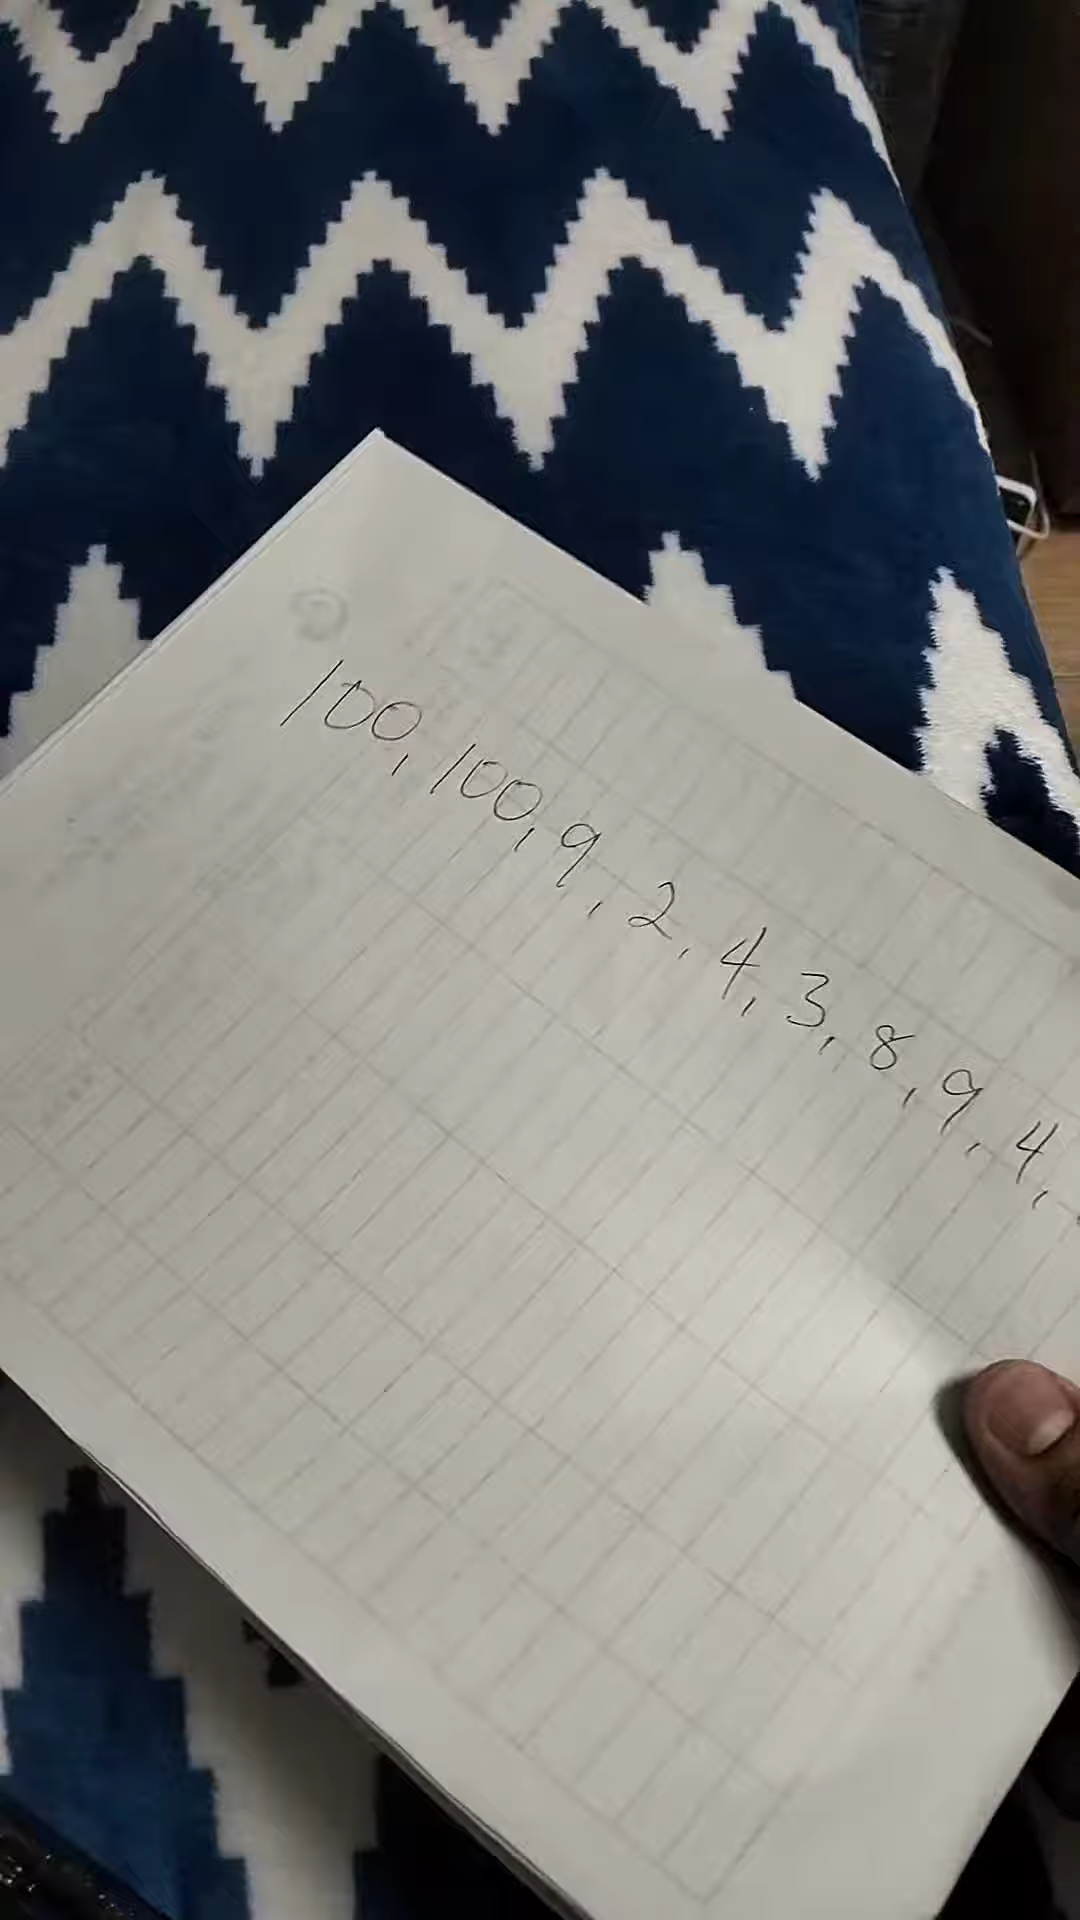 100, 100, 9, 2, 4, 3, 8, 9, 4,